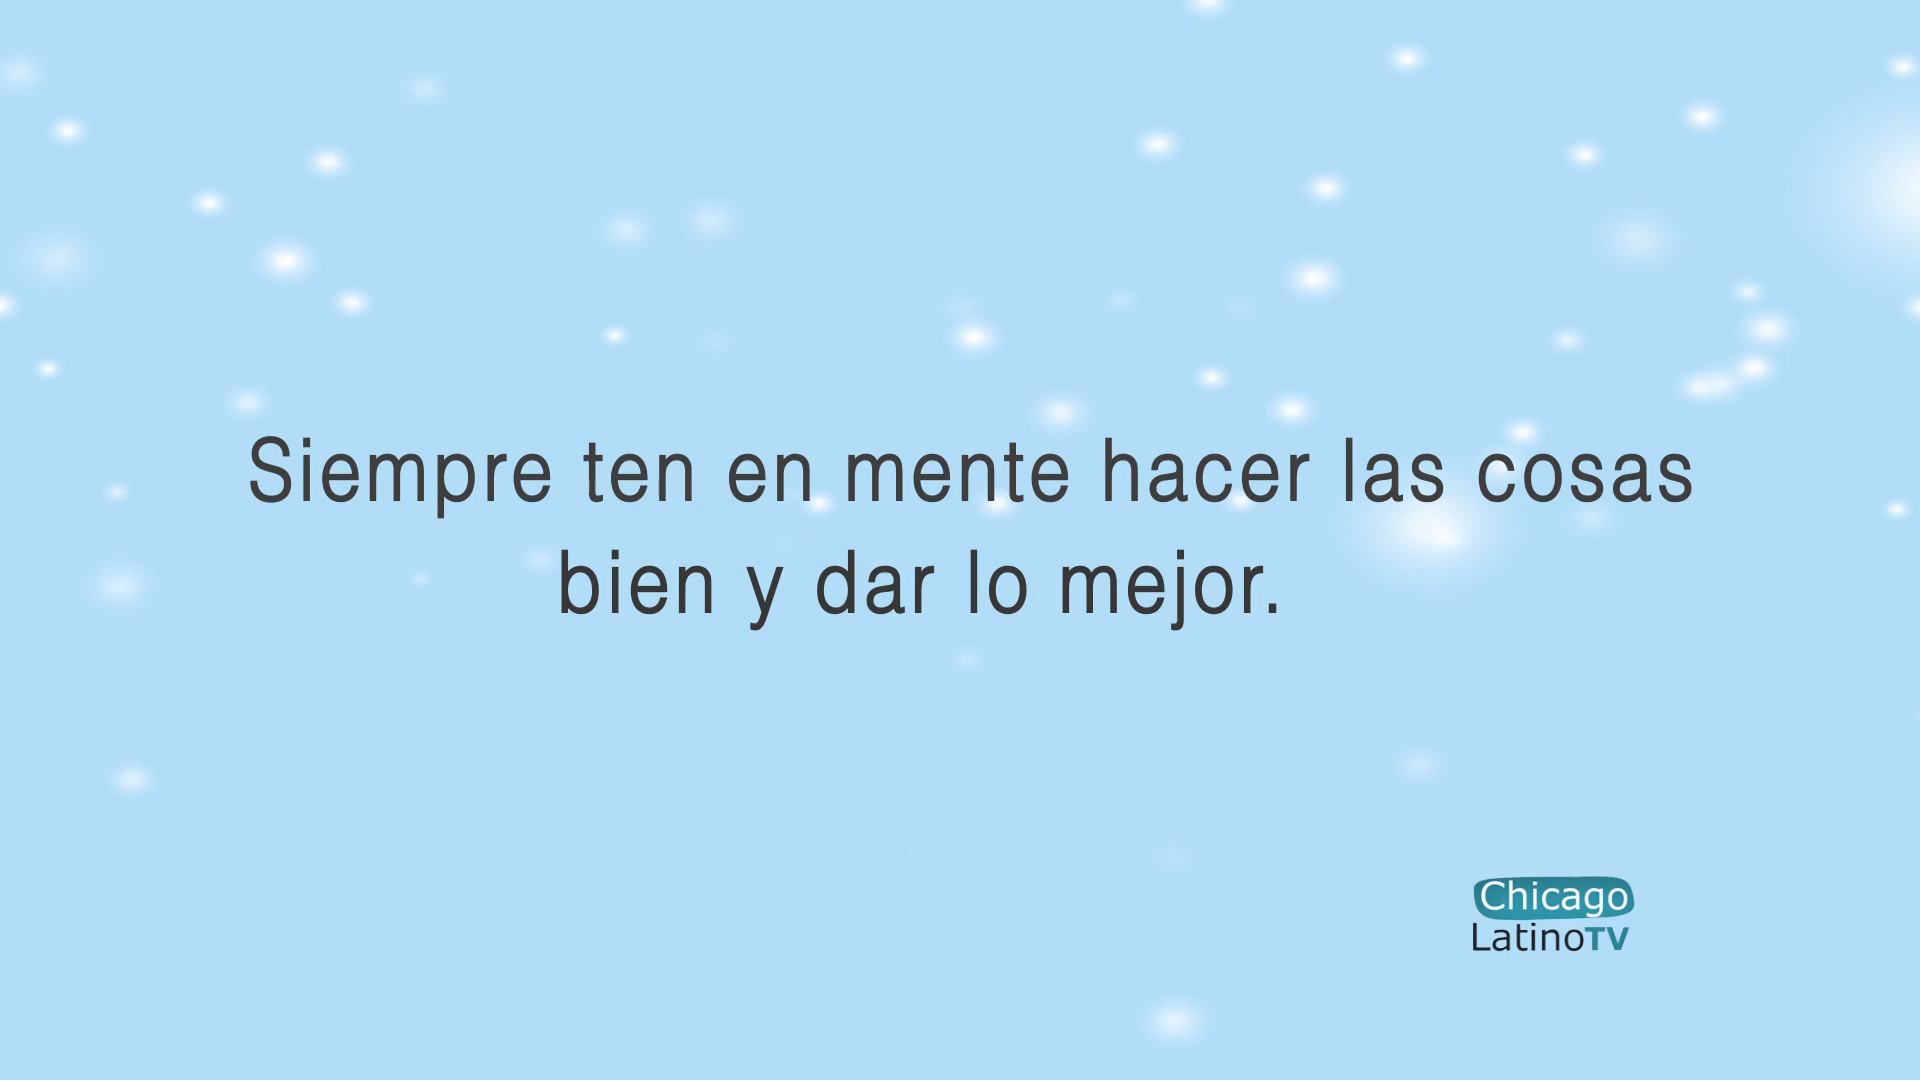 Siempre ten en mente hacer las cosas
bien y dar lo mejor.
Chicago
LatinoTV